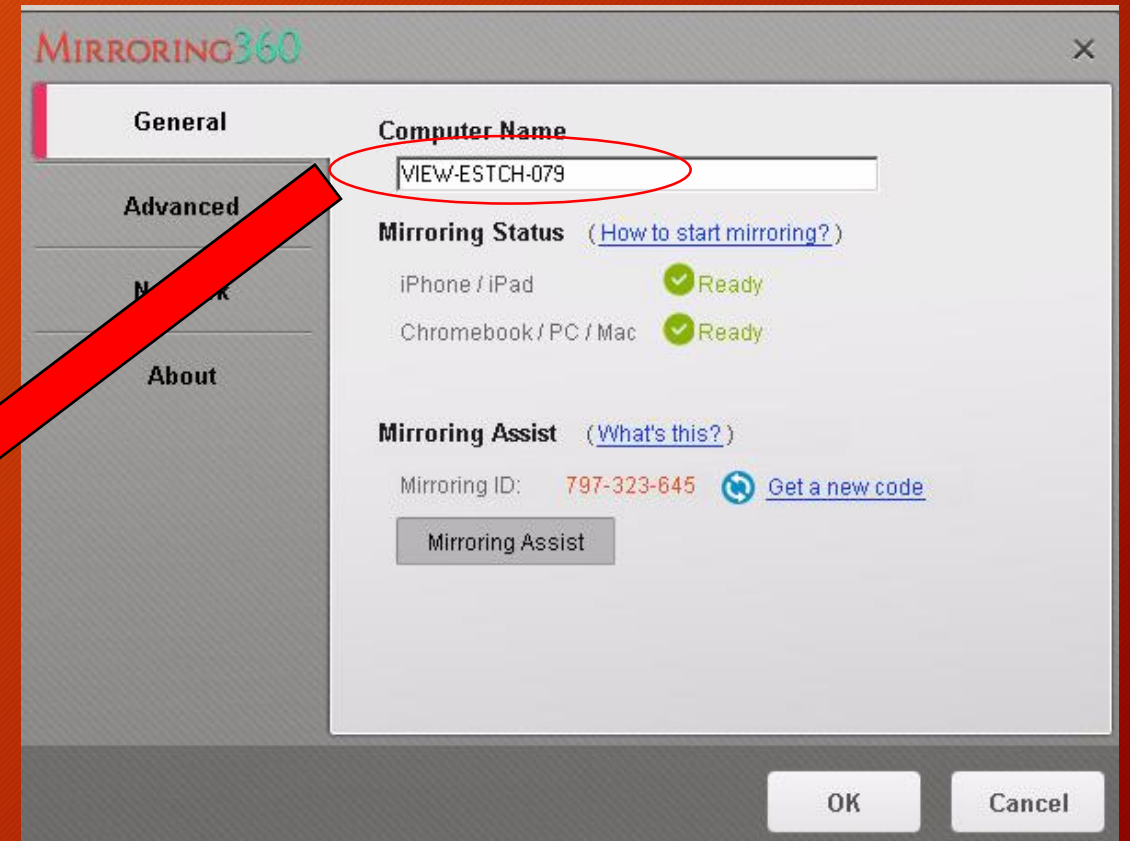 MIRRORING360
General
Advanced
About
Computer Name
VIEW-ESTCH-079
Mirroring Status (How to start mirroring?)
iPhone / iPad Ready
Chromebook / PC / Mac Ready
Mirroring Assist (What's this?)
Mirroring ID: 797-323-645 Get a new code
Mirroring Assist
OK Cancel